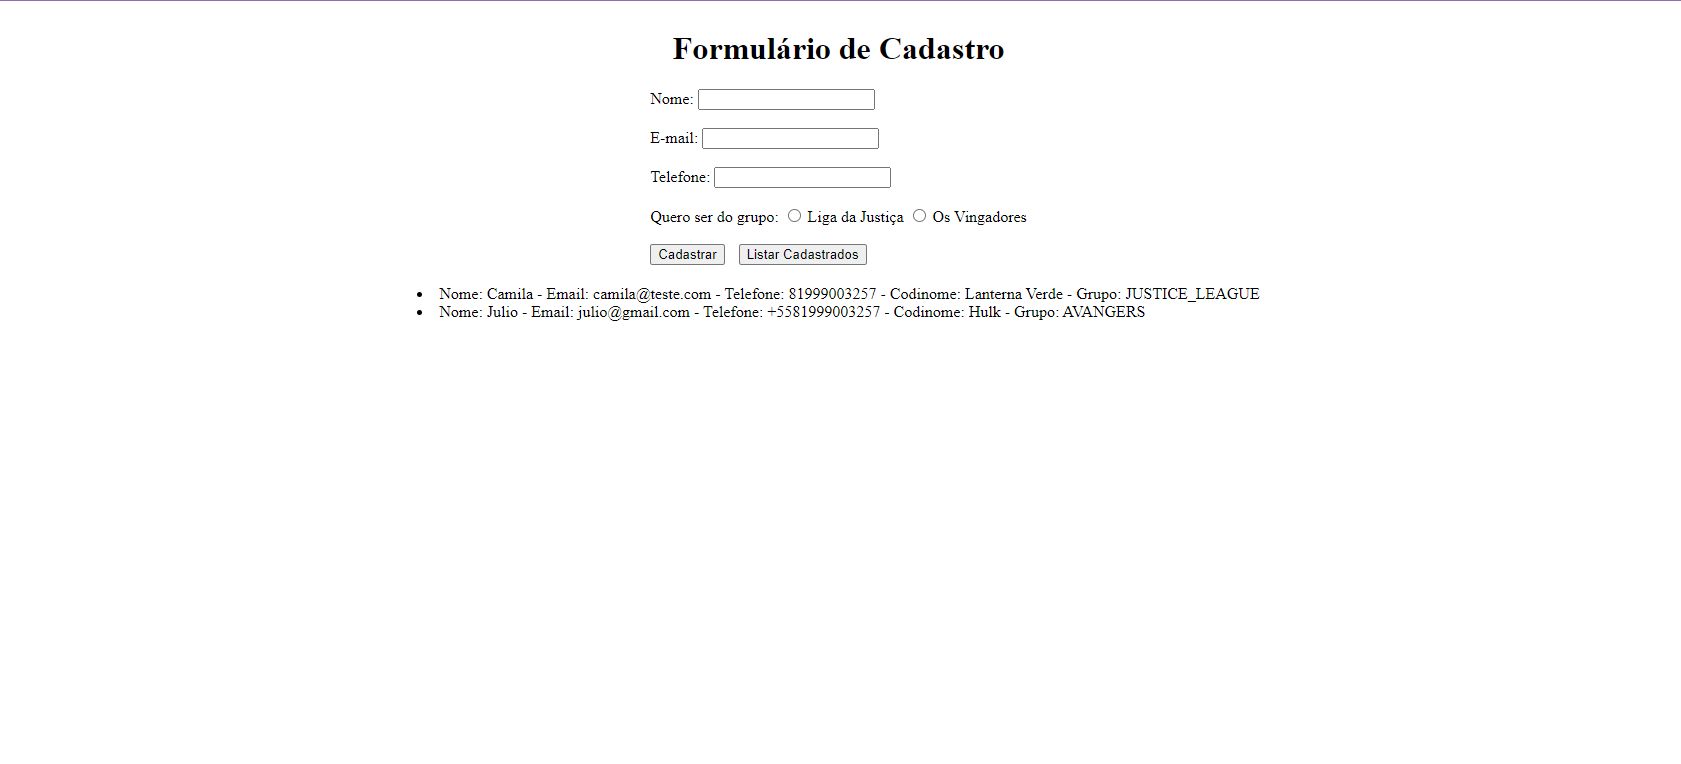 Formulário de Cadastro
Nome:
E-mail:
Telefone:
Quero ser do grupo: Liga da Justiça Os Vingadores
Cadastrar Listar Cadastrados
Nome: Camila - Email: camila@teste.com - Telefone: 81999003257 - Codinome: Lanterna Verde - Grupo: JUSTICE_LEAGUE
Nome: Julio - Email: julio@gmail.com - Telefone: +5581999003257 - Codinome: Hulk - Grupo: AVANGERS